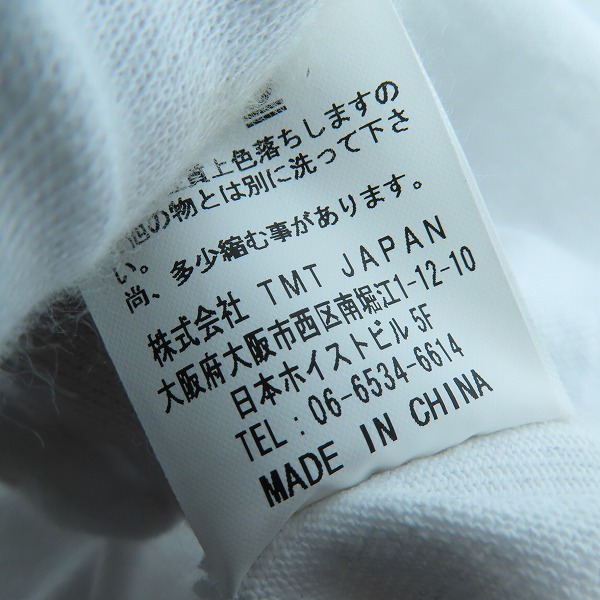 質上色落ちしますの
他の物とは別に洗って下さ
い。
尚、多少縮む事があります。
株式会社 TMT JAPAN
大阪府大阪市西区南堀江1-12-10
日本ホイストビル 5F
TEL : 06-6534-6614
MADE IN CHINA